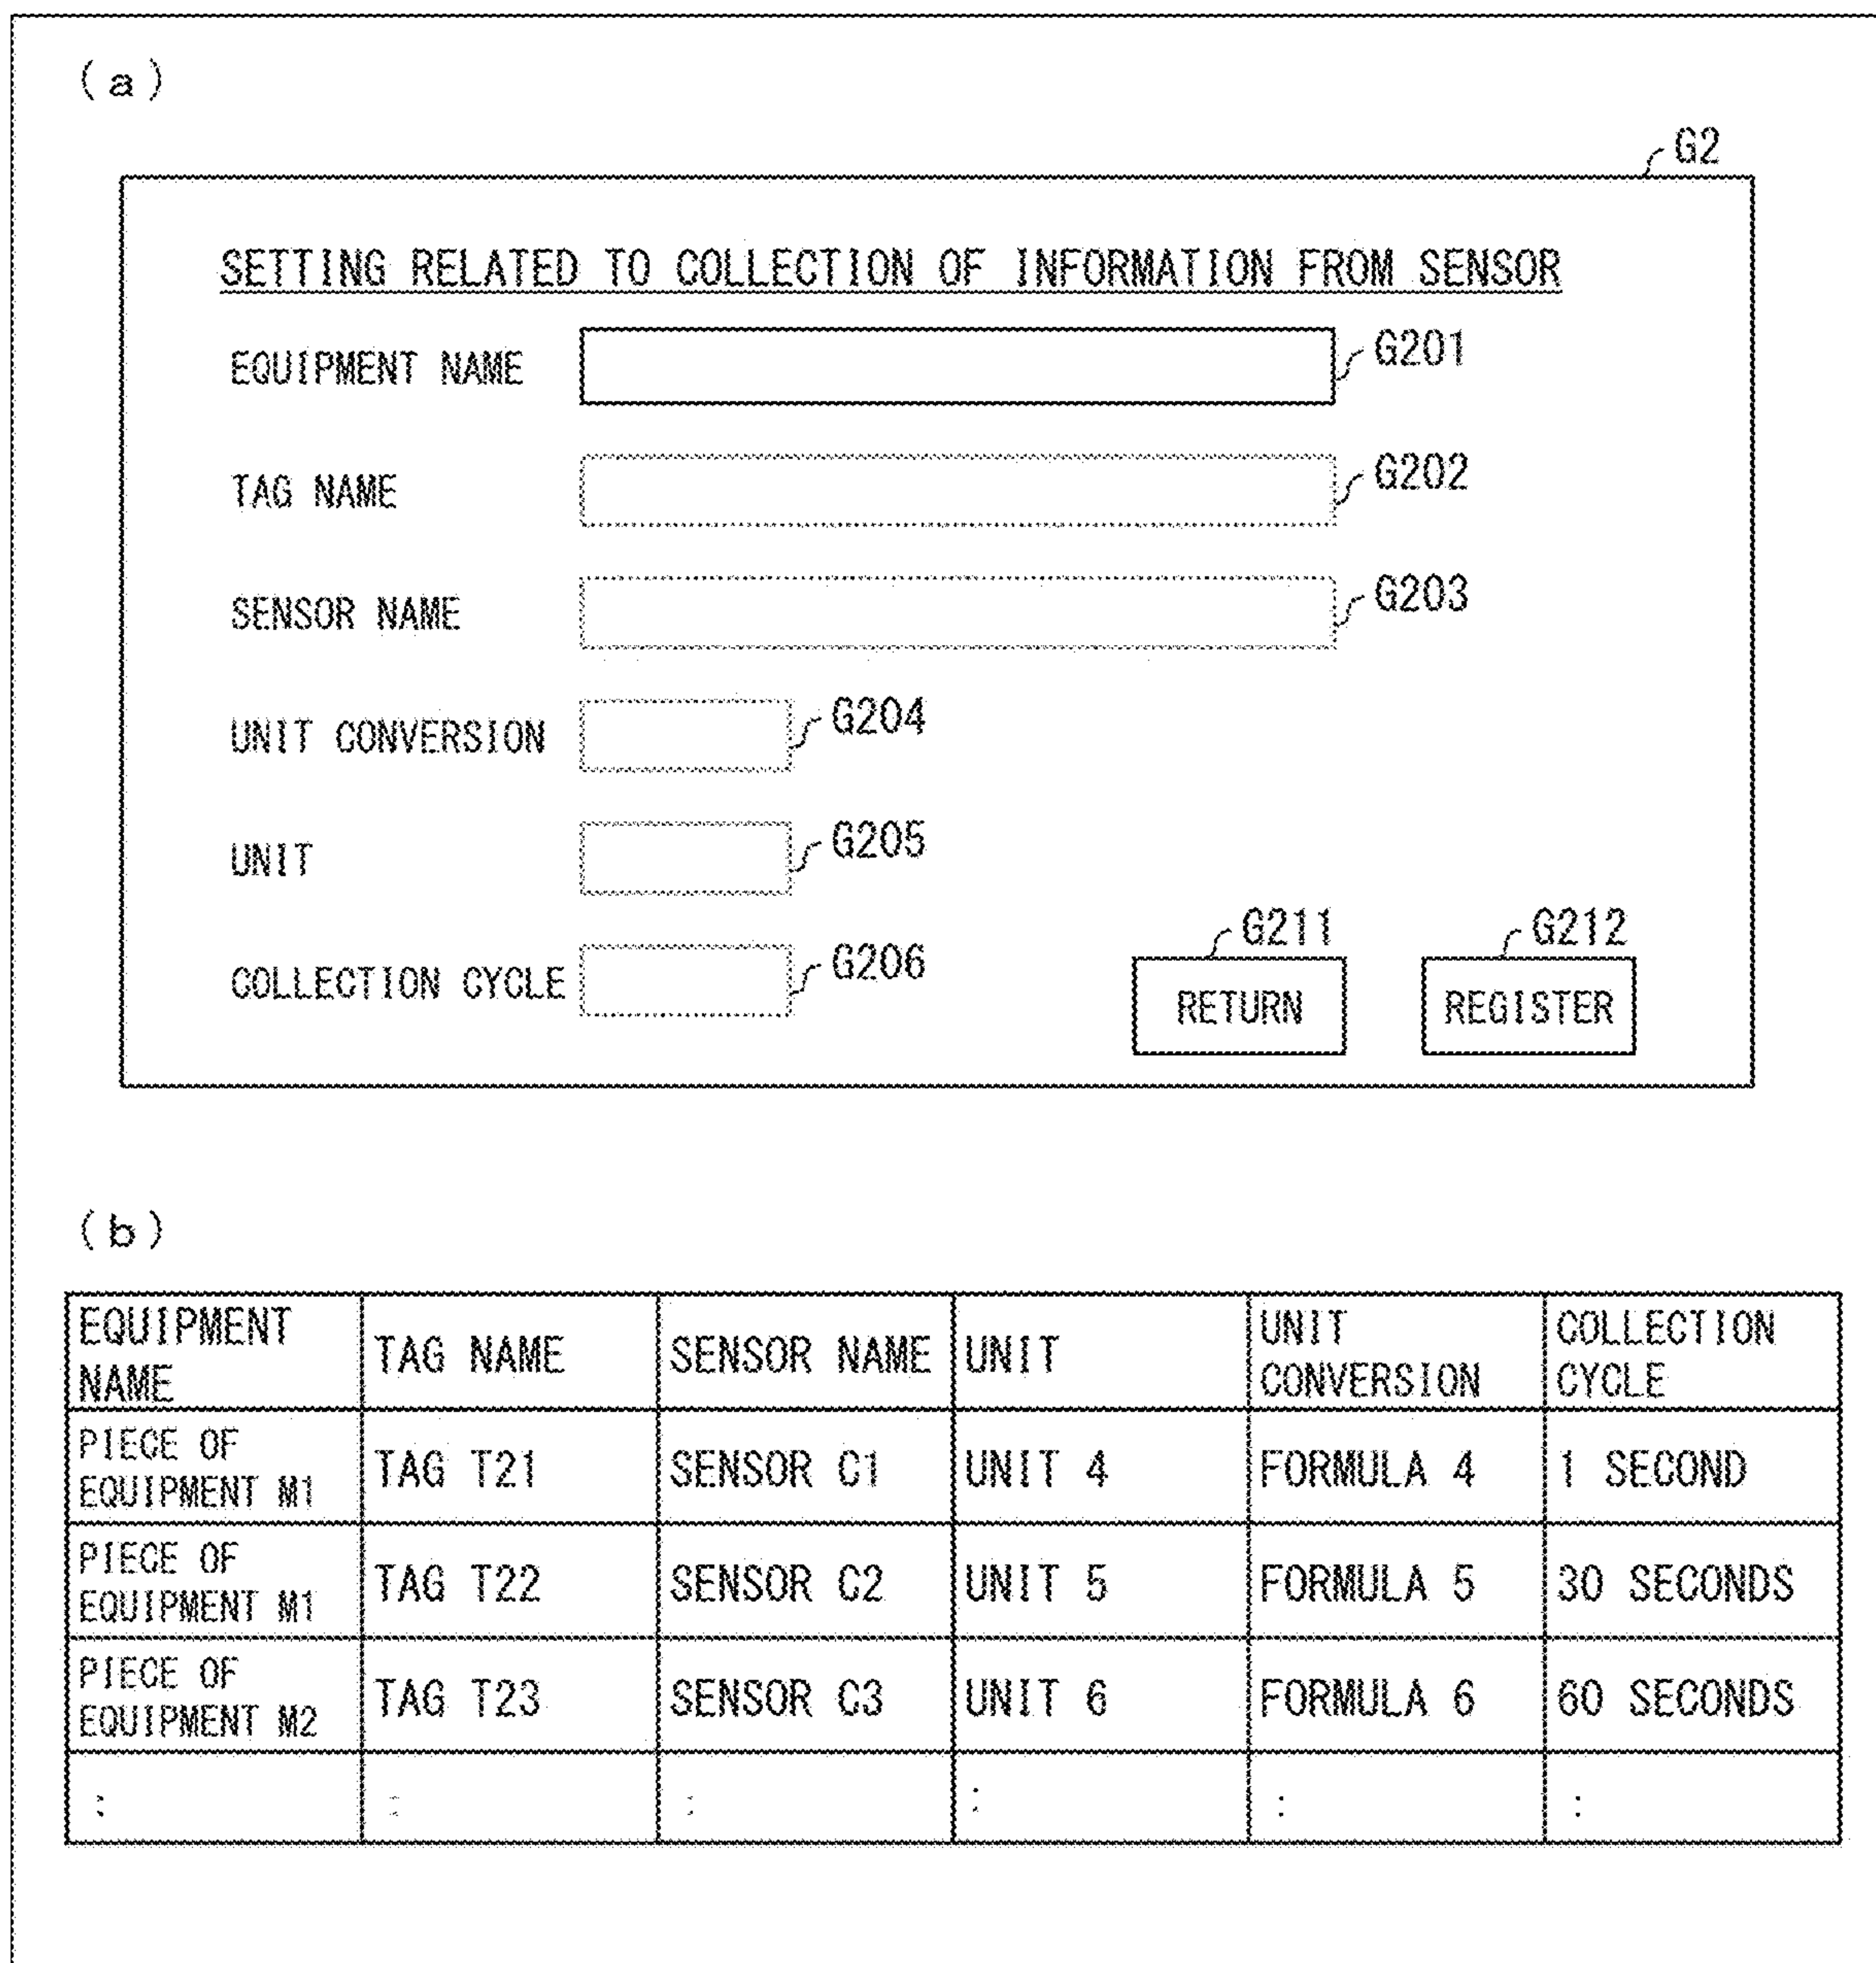 (a)
G2
SETTING RELATED TO COLLECTION OF INFORMATION FROM SENSOR
EQUIPMENT NAME G201
TAG NAME G202
SENSOR NAME G203
UNIT CONVERSION G204
UNIT G205
COLLECTION CYCLE G206
G211 G212
RETURN REGISTER
(b)
EQUIPMENT NAME TAG NAME SENSOR NAME UNIT UNIT CONVERSION COLLECTION CYCLE
PIECE OF EQUIPMENT M1 TAG T21 SENSOR C1 UNIT 4 FORMULA 4 1 SECOND
PIECE OF EQUIPMENT M1 TAG T22 SENSOR C2 UNIT 5 FORMULA 5 30 SECONDS
PIECE OF EQUIPMENT M2 TAG T23 SENSOR C3 UNIT 6 FORMULA 6 60 SECONDS
: : : : : :